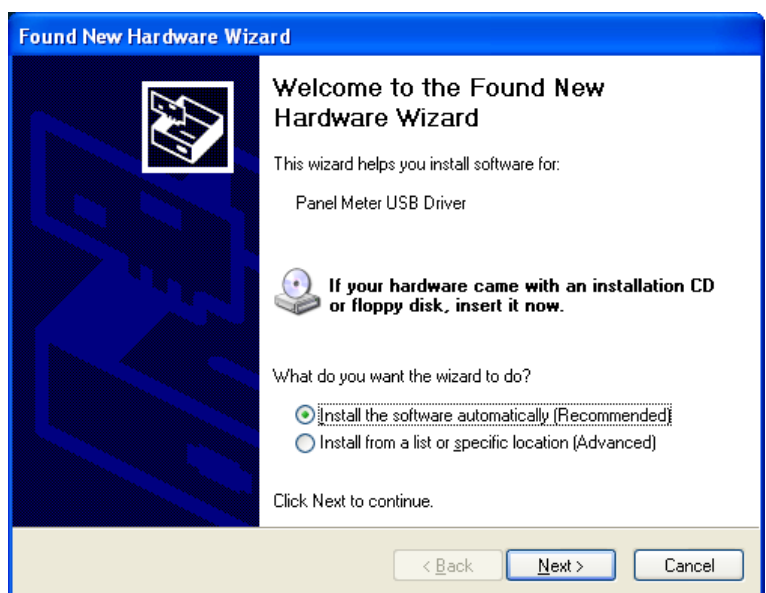 Found New Hardware Wizard
Welcome to the Found New
Hardware Wizard
This wizard helps you install software for:
Panel Meter USB Driver
If your hardware came with an installation CD
or floppy disk, insert it now.
What do you want the wizard to do?
Install the software automatically (Recommended)
Install from a list or specific location (Advanced)
Click Next to continue.
< Back Next > Cancel